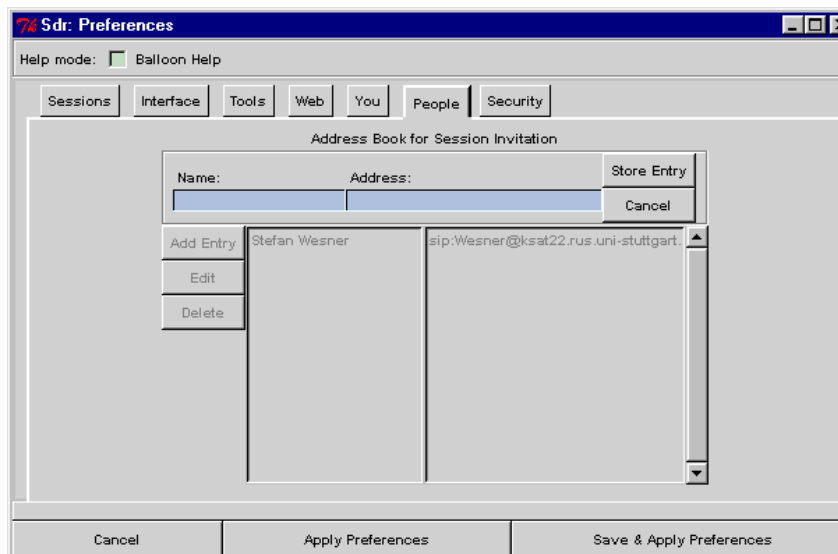 Sdr: Preferences
Help mode: Balloon Help
Sessions Interface Tools Web You People Security
Address Book for Session Invitation
Name: Address: Store Entry
Cancel
Add Entry Stefan Wesner sip:Wesner@ksat22.rus.uni-stuttgart.
Edit
Delete
Cancel Apply Preferences Save & Apply Preferences